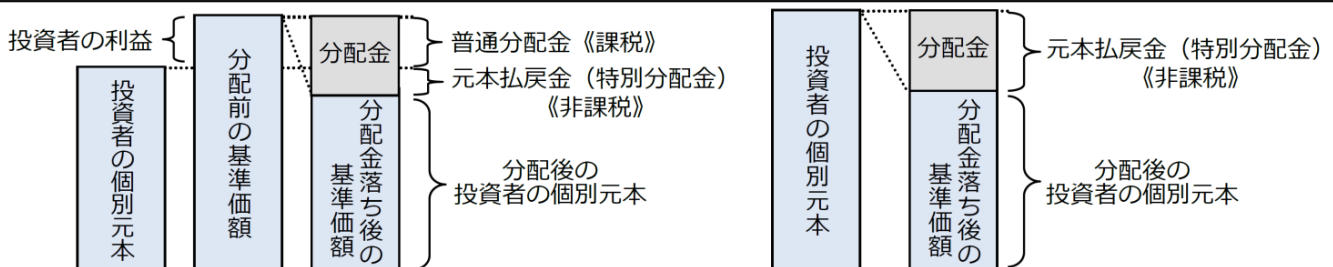 投資者の利益
投資者の個別元本
分配前の基準価額
分配金
分配金落ち後の
基準価額
普通分配金《課税》
元本払戻金（特別分配金）
《非課税》
分配後の
投資者の個別元本
投資者の個別元本
分配金
分配金落ち後の
基準価額
元本払戻金（特別分配金）
《非課税》
分配後の
投資者の個別元本